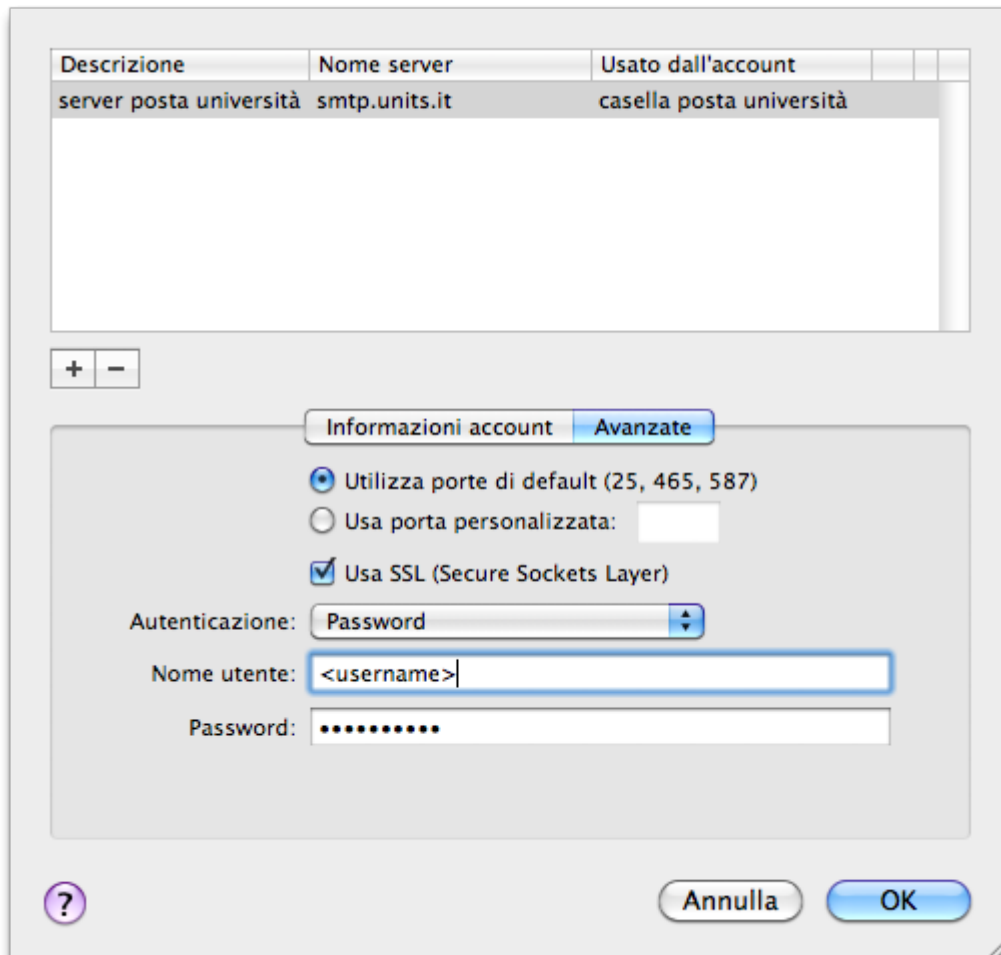 Descrizione Nome server Usato dall'account
server posta università smtp.units.it casella posta università
+ −
Informazioni account Avanzate
Utilizza porte di default (25, 465, 587)
Usa porta personalizzata:
Usa SSL (Secure Sockets Layer)
Autenticazione: Password
Nome utente: <username>
Password: ••••••••••
? Annulla OK